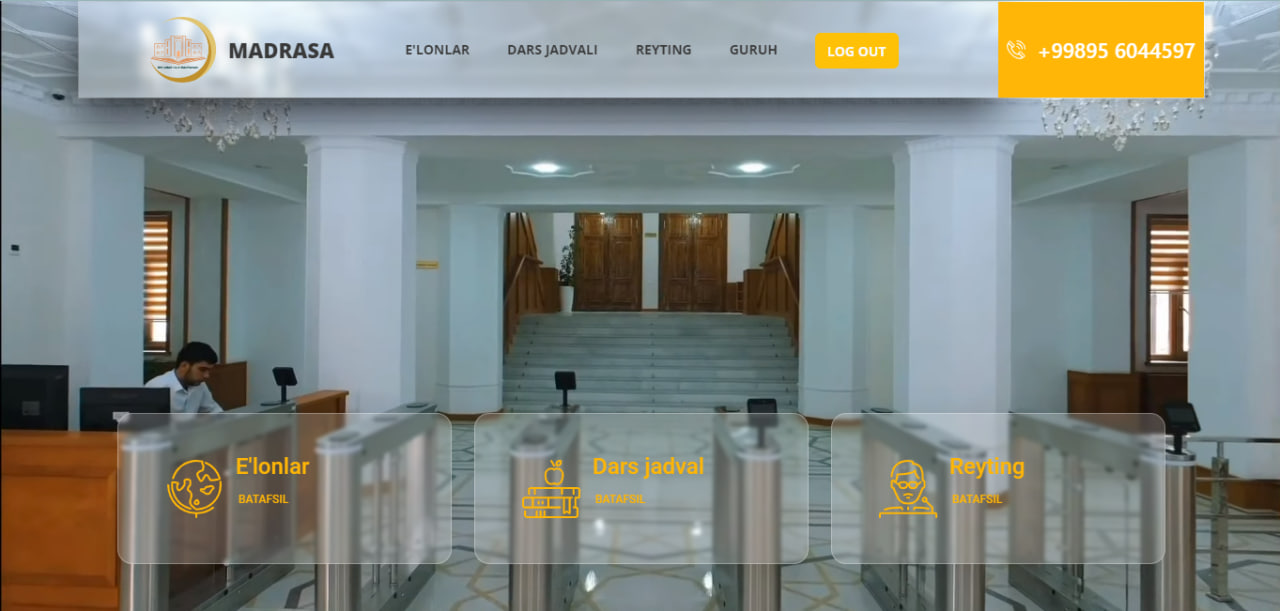 MADRASA
E'LONLAR
DARS JADVALI
REYTING
GURUH
LOG OUT
+99895 6044597
E'lonlar
BATAFSIL
Dars jadval
BATAFSIL
Reyting
BATAFSIL